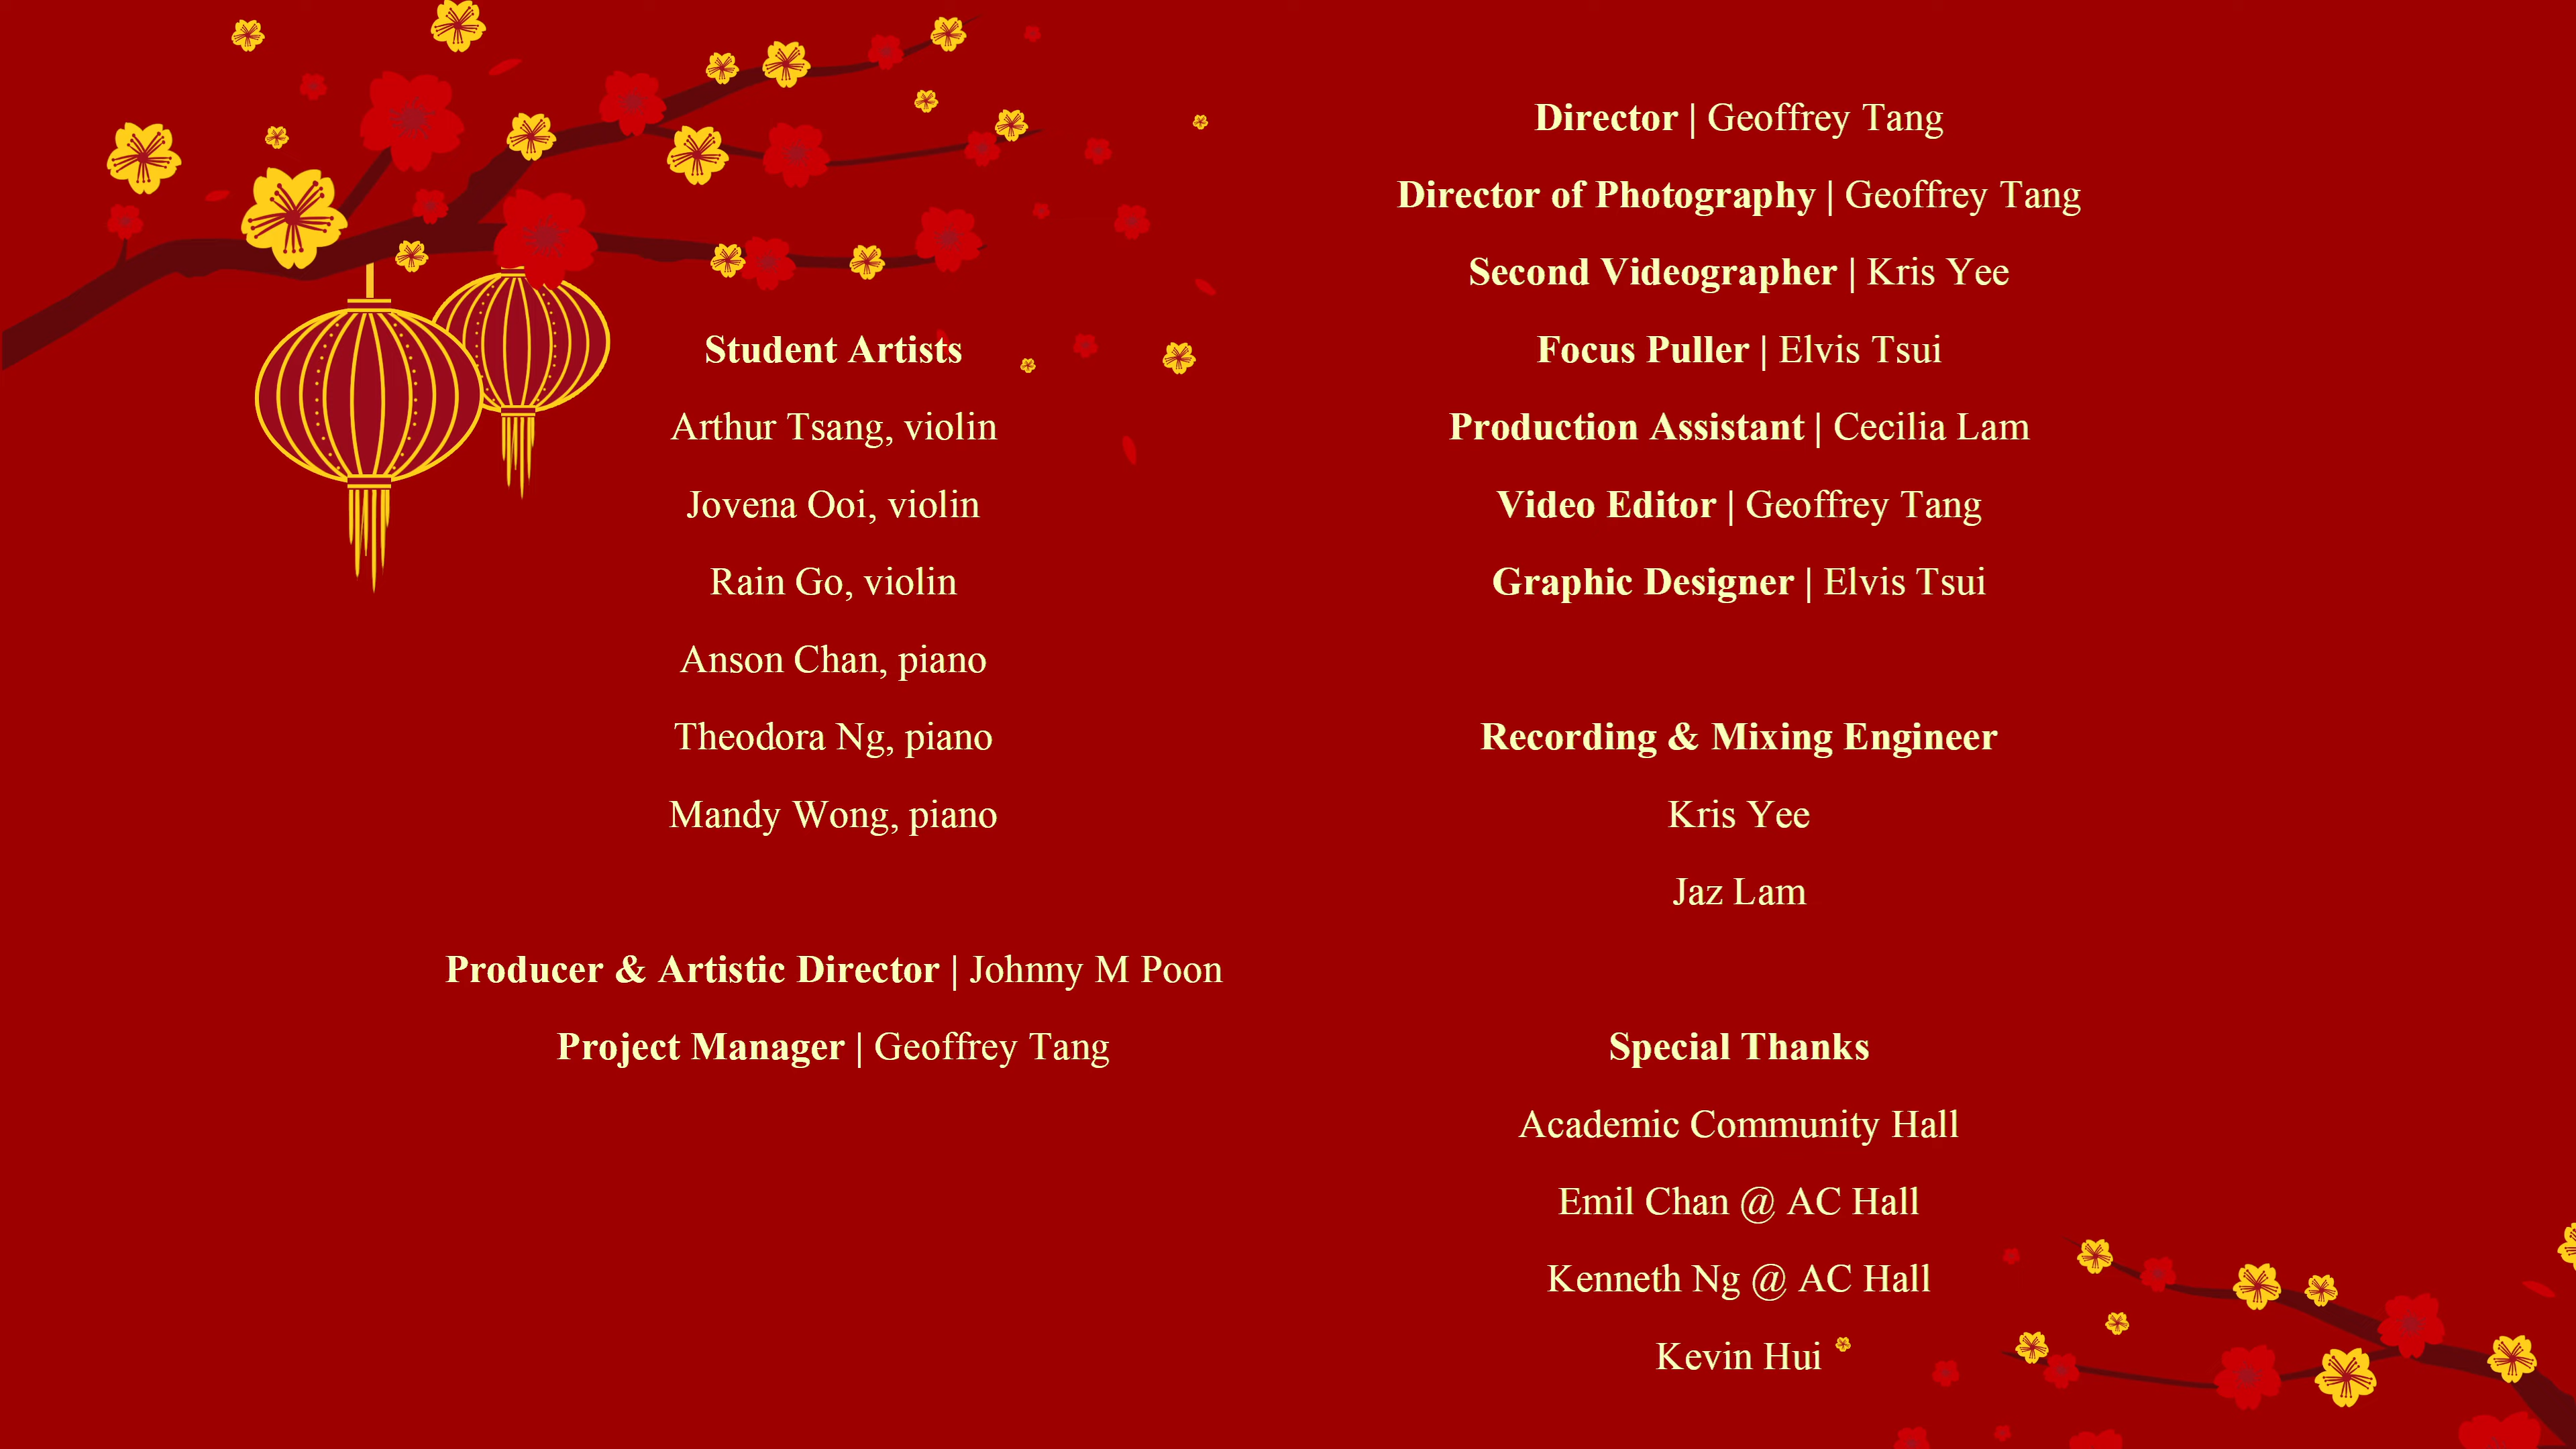 Student Artists
Arthur Tsang, violin
Jovena Ooi, violin
Rain Go, violin
Anson Chan, piano
Theodora Ng, piano
Mandy Wong, piano
Producer & Artistic Director | Johnny M Poon
Project Manager | Geoffrey Tang
Director | Geoffrey Tang
Director of Photography | Geoffrey Tang
Second Videographer | Kris Yee
Focus Puller | Elvis Tsui
Production Assistant | Cecilia Lam
Video Editor | Geoffrey Tang
Graphic Designer | Elvis Tsui
Recording & Mixing Engineer
Kris Yee
Jaz Lam
Special Thanks
Academic Community Hall
Emil Chan @ AC Hall
Kenneth Ng @ AC Hall
Kevin Hui